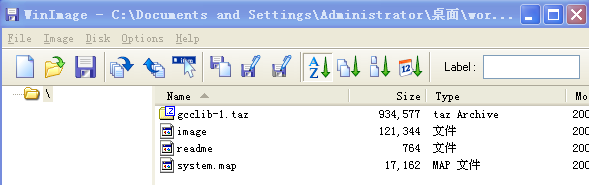 WinImage - C:\Documents and Settings\Administrator\桌面\wor...
File Image Disk Options Help
A Z 12 Label:
\
Name Size Type Mo
gcclib-1.taz 934,577 taz Archive 200
image 121,344 文件 200
readme 764 文件 200
system.map 17,162 MAP 文件 200